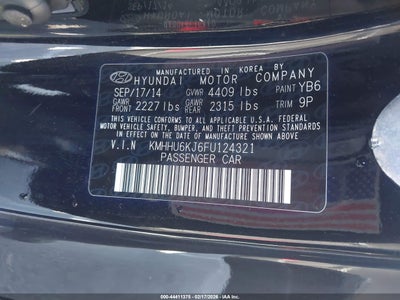 MANUFACTURED IN KOREA BY
HYUNDAI MOTOR COMPANY
SEP/17/14 GVWR 4409 lbs PAINT YB6
GAWR FRONT 2227 lbs GAWR REAR 2315 lbs TRIM 9P
THIS VEHICLE CONFORMS TO ALL APPLICABLE FEDERAL
MOTOR VEHICLE SAFETY, BUMPER, AND THEFT PREVENTION STANDARDS
IN EFFECT ON THE DATE OF MANUFACTURE SHOWN ABOVE. U.S.A.
V.I.N KMHHU6KJ6FU124321
PASSENGER CAR
000-44411375 - 02/17/2026 - IAAI